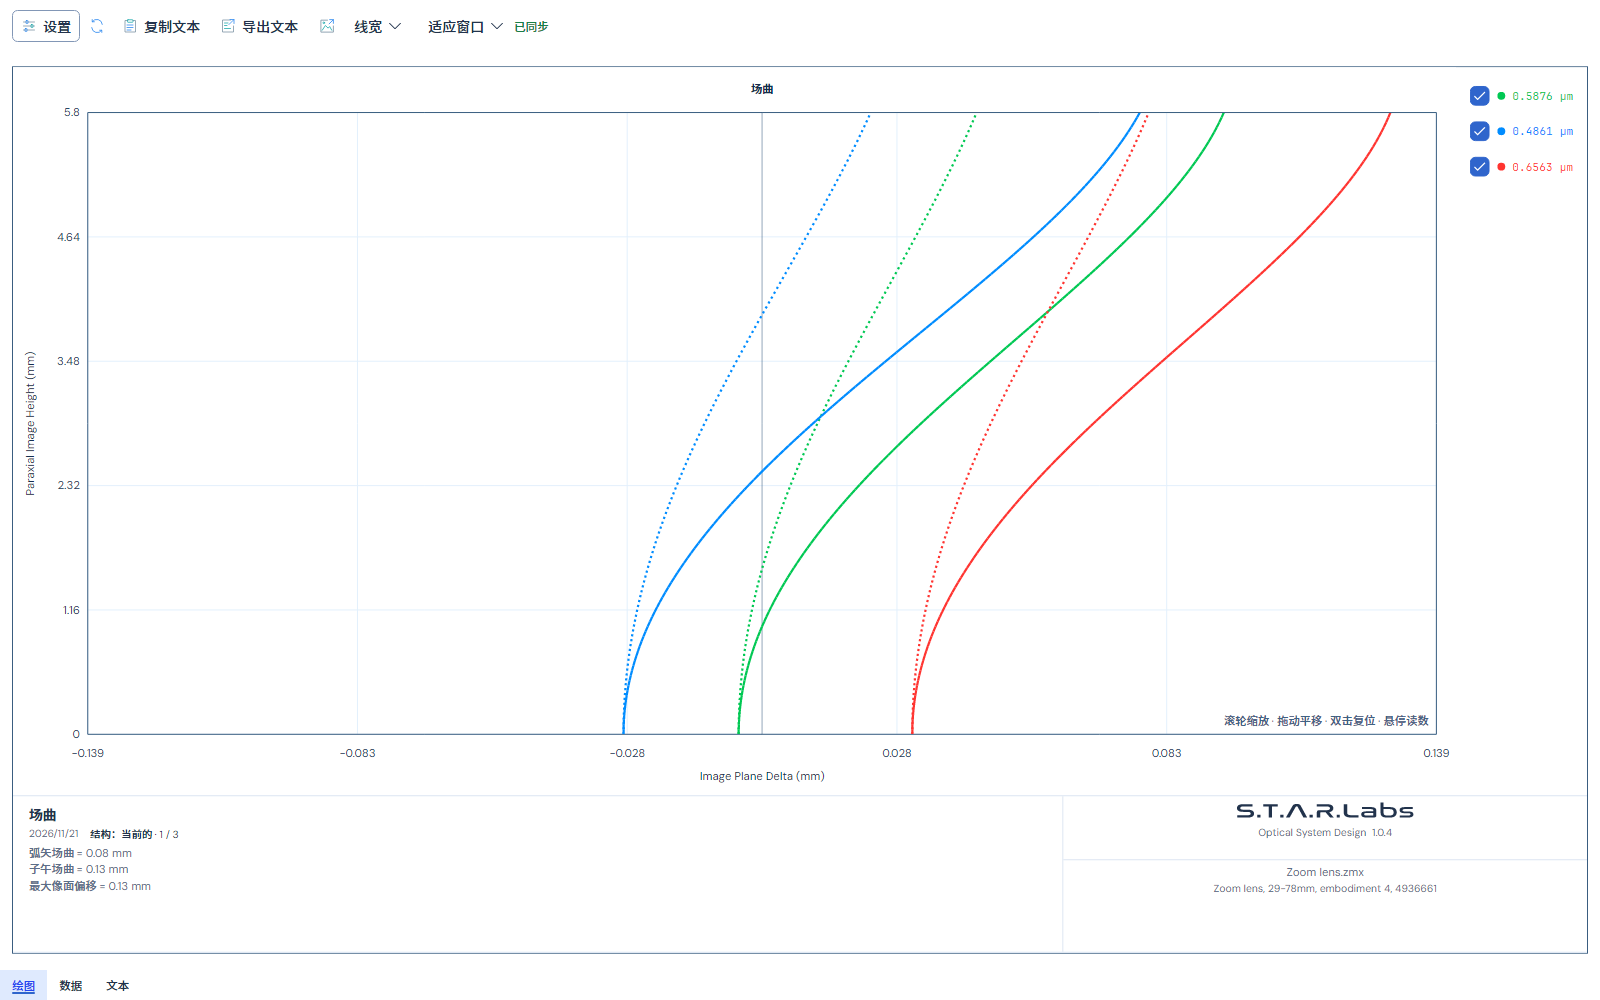 设置 复制文本 导出文本 线宽 适应窗口 已同步
场曲
0.5876 µm
0.4861 µm
0.6563 µm
5.8
4.64
3.48
2.32
1.16
0
Paraxial Image Height (mm)
滚轮缩放 · 拖动平移 · 双击复位 · 悬停读数
-0.139 -0.083 -0.028 0.028 0.083 0.139
Image Plane Delta (mm)
场曲
2026/11/21 结构: 当前的 · 1 / 3
弧矢场曲 = 0.08 mm
子午场曲 = 0.13 mm
最大像面偏移 = 0.13 mm
S.T.A.R.Labs
Optical System Design 1.0.4
Zoom lens.zmx
Zoom lens, 29-78mm, embodiment 4, 4936661
绘图 数据 文本